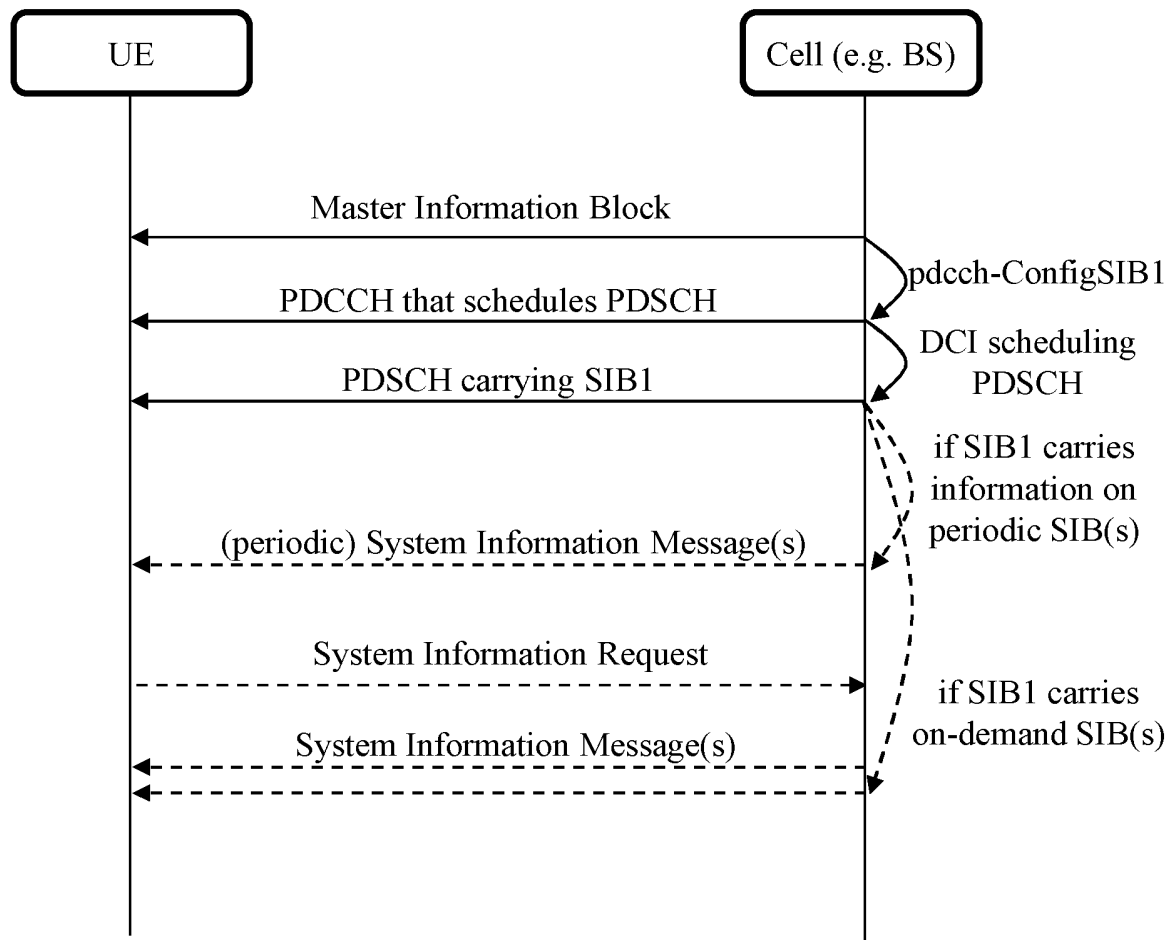 UE
Cell (e.g. BS)
Master Information Block
pdcch-ConfigSIB1
PDCCH that schedules PDSCH
DCI scheduling
PDSCH
PDSCH carrying SIB1
if SIB1 carries
information on
periodic SIB(s)
(periodic) System Information Message(s)
System Information Request
if SIB1 carries
on-demand SIB(s)
System Information Message(s)